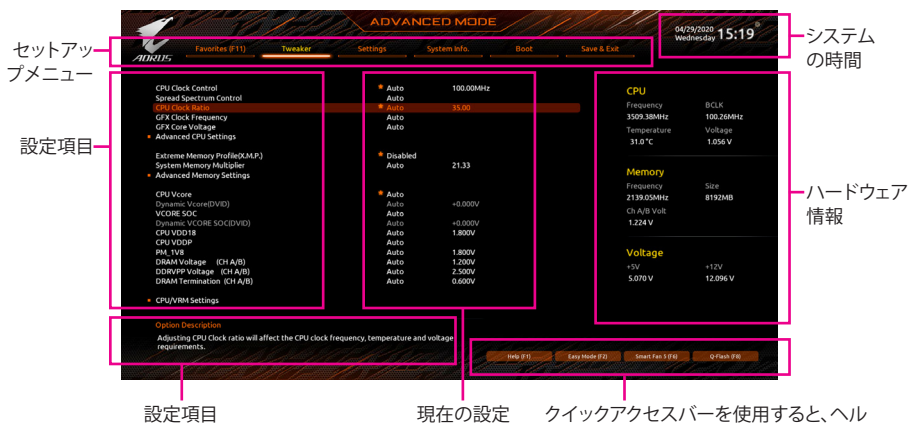 ADVANCED MODE
04/29/2020
Wednesday 15:19
AORUS
Favorites (F11) Tweaker Settings System Info. Boot Save & Exit
セットアッ
プメニュー
システム
の時間
設定項目
CPU Clock Control Auto 100.00MHz
Spread Spectrum Control Auto
CPU Clock Ratio Auto 35.00
GFX Clock Frequency Auto
GFX Core Voltage Auto
Advanced CPU Settings
Extreme Memory Profile(X.M.P.) Disabled
System Memory Multiplier Auto 21.33
Advanced Memory Settings
CPU Vcore Auto
Dynamic Vcore(DVID) Auto +0.000V
VCORE SOC Auto
Dynamic VCORE SOC(DVID) Auto +0.000V
CPU VDD18 Auto 1.800V
CPU VDDP Auto
PM_1V8 Auto 1.800V
DRAM Voltage (CH A/B) Auto 1.200V
DDRVPP Voltage (CH A/B) Auto 2.500V
DRAM Termination (CH A/B) Auto 0.600V
CPU/VRM Settings
CPU
Frequency BCLK
3509.38MHz 100.26MHz
Temperature Voltage
31.0 °C 1.056 V
Memory
Frequency Size
2139.05MHz 8192MB
Ch A/B Volt
1.224 V
Voltage
+5V +12V
5.070 V 12.096 V
ハードウェア
情報
Option Description
Adjusting CPU Clock ratio will affect the CPU clock frequency, temperature and voltage
requirements.
Help (F1) Easy Mode (F2) Smart Fan 5 (F6) Q-Flash (F8)
設定項目
現在の設定
クイックアクセスバーを使用すると、ヘル